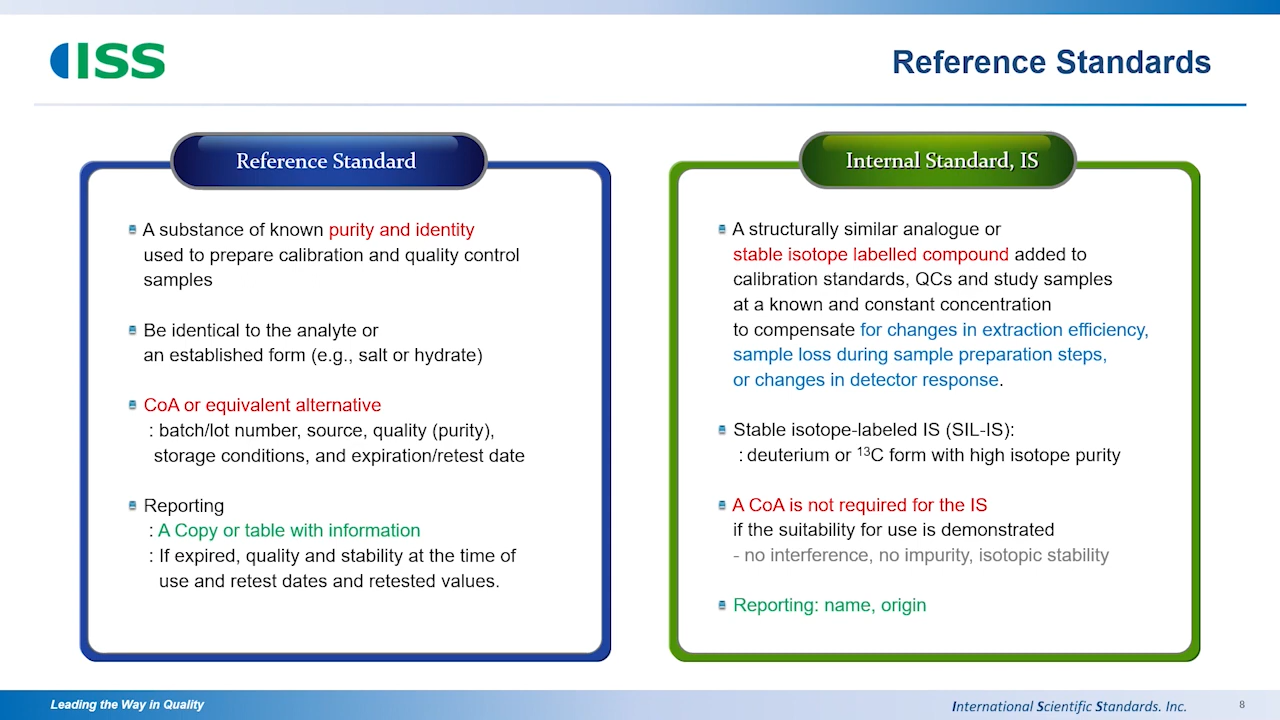 ISS
Reference Standards
Reference Standard
A substance of known purity and identity
used to prepare calibration and quality control
samples
Be identical to the analyte or
an established form (e.g., salt or hydrate)
CoA or equivalent alternative
: batch/lot number, source, quality (purity),
storage conditions, and expiration/retest date
Reporting
: A Copy or table with information
: If expired, quality and stability at the time of
use and retest dates and retested values.
Internal Standard, IS
A structurally similar analogue or
stable isotope labelled compound added to
calibration standards, QCs and study samples
at a known and constant concentration
to compensate for changes in extraction efficiency,
sample loss during sample preparation steps,
or changes in detector response.
Stable isotope-labeled IS (SIL-IS):
: deuterium or ¹³C form with high isotope purity
A CoA is not required for the IS
if the suitability for use is demonstrated
- no interference, no impurity, isotopic stability
Reporting: name, origin
Leading the Way in Quality
International Scientific Standards. Inc.
8